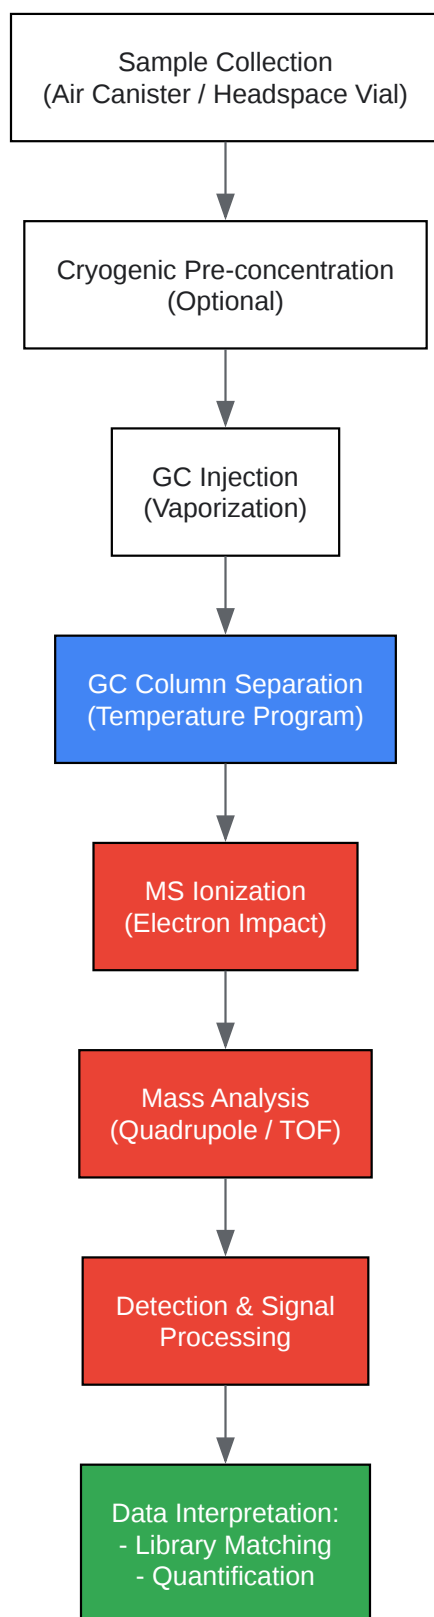 Sample Collection
(Air Canister / Headspace Vial)
Cryogenic Pre-concentration
(Optional)
GC Injection
(Vaporization)
GC Column Separation
(Temperature Program)
MS Ionization
(Electron Impact)
Mass Analysis
(Quadrupole / TOF)
Detection & Signal
Processing
Data Interpretation:
- Library Matching
- Quantification